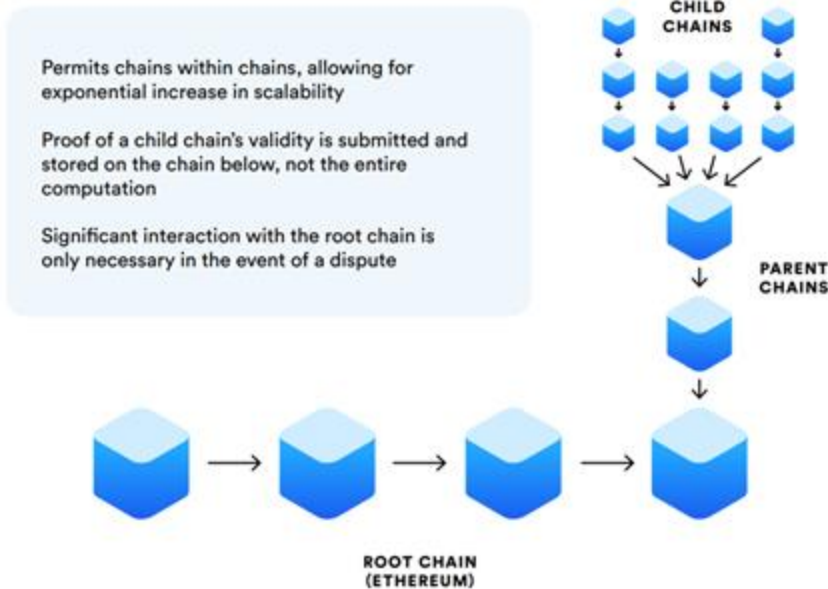 CHILD
CHAINS
Permits chains within chains, allowing for
exponential increase in scalability
Proof of a child chain's validity is submitted and
stored on the chain below, not the entire
computation
Significant interaction with the root chain is
only necessary in the event of a dispute
PARENT
CHAINS
ROOT CHAIN
(ETHEREUM)